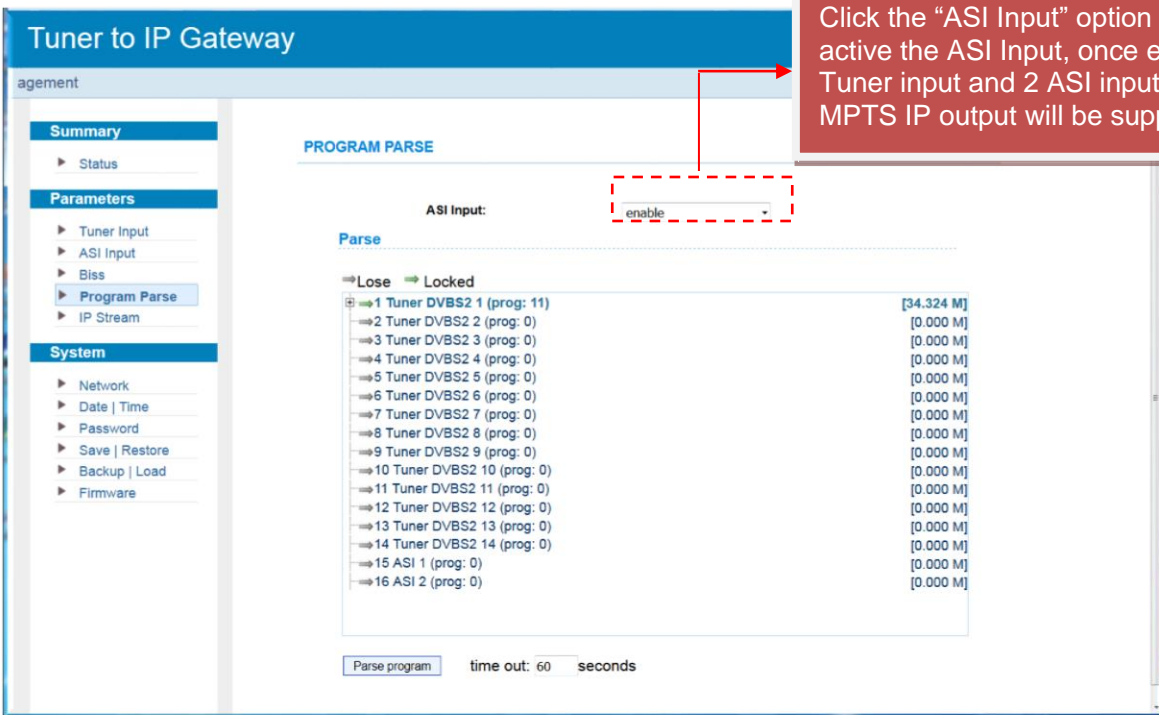 Tuner to IP Gateway
Click the “ASI Input” option
active the ASI Input, once
Tuner input and 2 ASI input
MPTS IP output will be
agement
Summary
Status
Parameters
Tuner Input
ASI Input
Biss
Program Parse
IP Stream
System
Network
Date | Time
Password
Save | Restore
Backup | Load
Firmware
PROGRAM PARSE
ASI Input: enable
Parse
Lose Locked
1 Tuner DVBS2 1 (prog: 11) [34.324 M]
2 Tuner DVBS2 2 (prog: 0) [0.000 M]
3 Tuner DVBS2 3 (prog: 0) [0.000 M]
4 Tuner DVBS2 4 (prog: 0) [0.000 M]
5 Tuner DVBS2 5 (prog: 0) [0.000 M]
6 Tuner DVBS2 6 (prog: 0) [0.000 M]
7 Tuner DVBS2 7 (prog: 0) [0.000 M]
8 Tuner DVBS2 8 (prog: 0) [0.000 M]
9 Tuner DVBS2 9 (prog: 0) [0.000 M]
10 Tuner DVBS2 10 (prog: 0) [0.000 M]
11 Tuner DVBS2 11 (prog: 0) [0.000 M]
12 Tuner DVBS2 12 (prog: 0) [0.000 M]
13 Tuner DVBS2 13 (prog: 0) [0.000 M]
14 Tuner DVBS2 14 (prog: 0) [0.000 M]
15 ASI 1 (prog: 0) [0.000 M]
16 ASI 2 (prog: 0) [0.000 M]
Parse program time out: 60 seconds